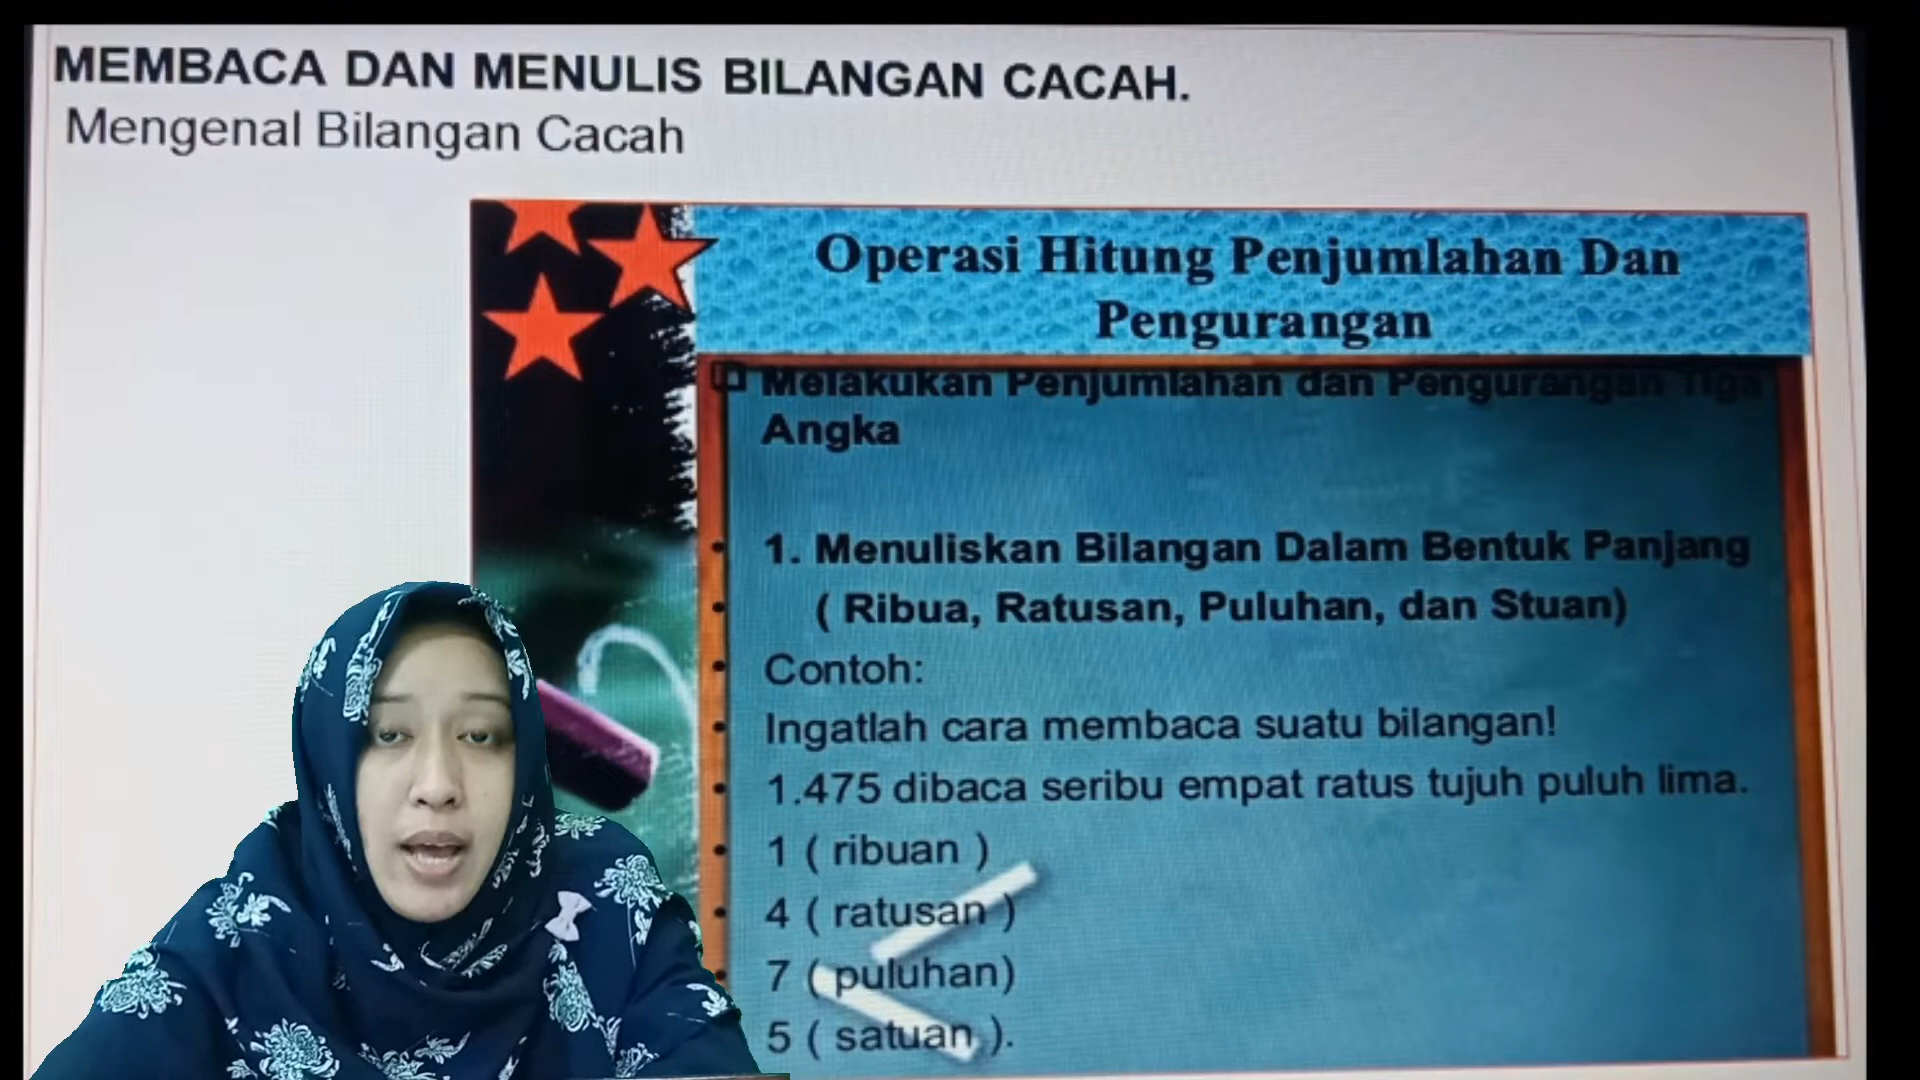 MEMBACA DAN MENULIS BILANGAN CACAH.
Mengenal Bilangan Cacah
Operasi Hitung Penjumlahan Dan
Pengurangan
Melakukan Penjumlahan dan Pengurangan Tiga
Angka
1. Menuliskan Bilangan Dalam Bentuk Panjang
( Ribua, Ratusan, Puluhan, dan Stuan)
Contoh:
Ingatlah cara membaca suatu bilangan!
1.475 dibaca seribu empat ratus tujuh puluh lima.
1 ( ribuan )
4 ( ratusan )
7 ( puluhan)
5 ( satuan ).